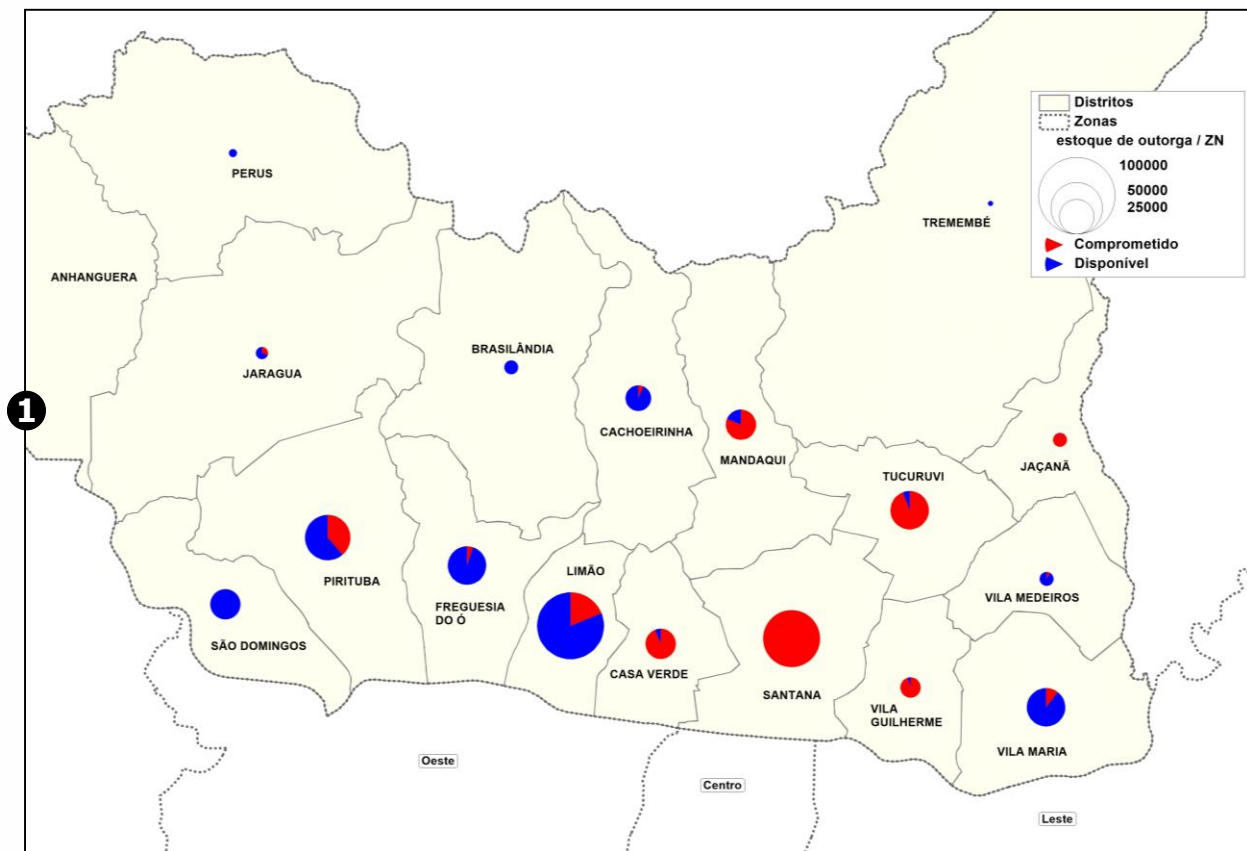 Distritos
Zonas
estoque de outorga / ZN
100000
50000
25000
Comprometido
Disponível
PERUS
TREMEMBÉ
ANHANGUERA
JARAGUA
BRASILÂNDIA
CACHOEIRINHA
MANDAQUI
JAÇANÃ
TUCURUVI
1
PIRITUBA
FREGUESIA
DO Ó
LIMÃO
VILA MEDEIROS
SÃO DOMINGOS
CASA VERDE
SANTANA
VILA
GUILHERME
VILA MARIA
Oeste
Centro
Leste